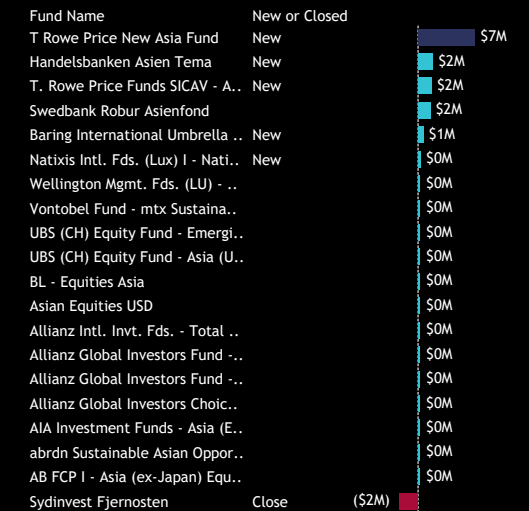 Fund Name New or Closed
T Rowe Price New Asia Fund New $7M
Handelsbanken Asien Tema New $2M
T. Rowe Price Funds SICAV - A.. New $2M
Swedbank Robur Asienfond $2M
Baring International Umbrella .. New $1M
Natixis Intl. Fds. (Lux) I - Nati.. New $0M
Wellington Mgmt. Fds. (LU) - .. $0M
Vontobel Fund - mtx Sustaina.. $0M
UBS (CH) Equity Fund - Emergi.. $0M
UBS (CH) Equity Fund - Asia (U.. $0M
BL - Equities Asia $0M
Asian Equities USD $0M
Allianz Intl. Invt. Fds. - Total .. $0M
Allianz Global Investors Fund -.. $0M
Allianz Global Investors Fund -.. $0M
Allianz Global Investors Choic.. $0M
AIA Investment Funds - Asia (E.. $0M
abrdn Sustainable Asian Oppor.. $0M
AB FCP I - Asia (ex-Japan) Equ.. $0M
Sydinvest Fjernosten Close ($2M)